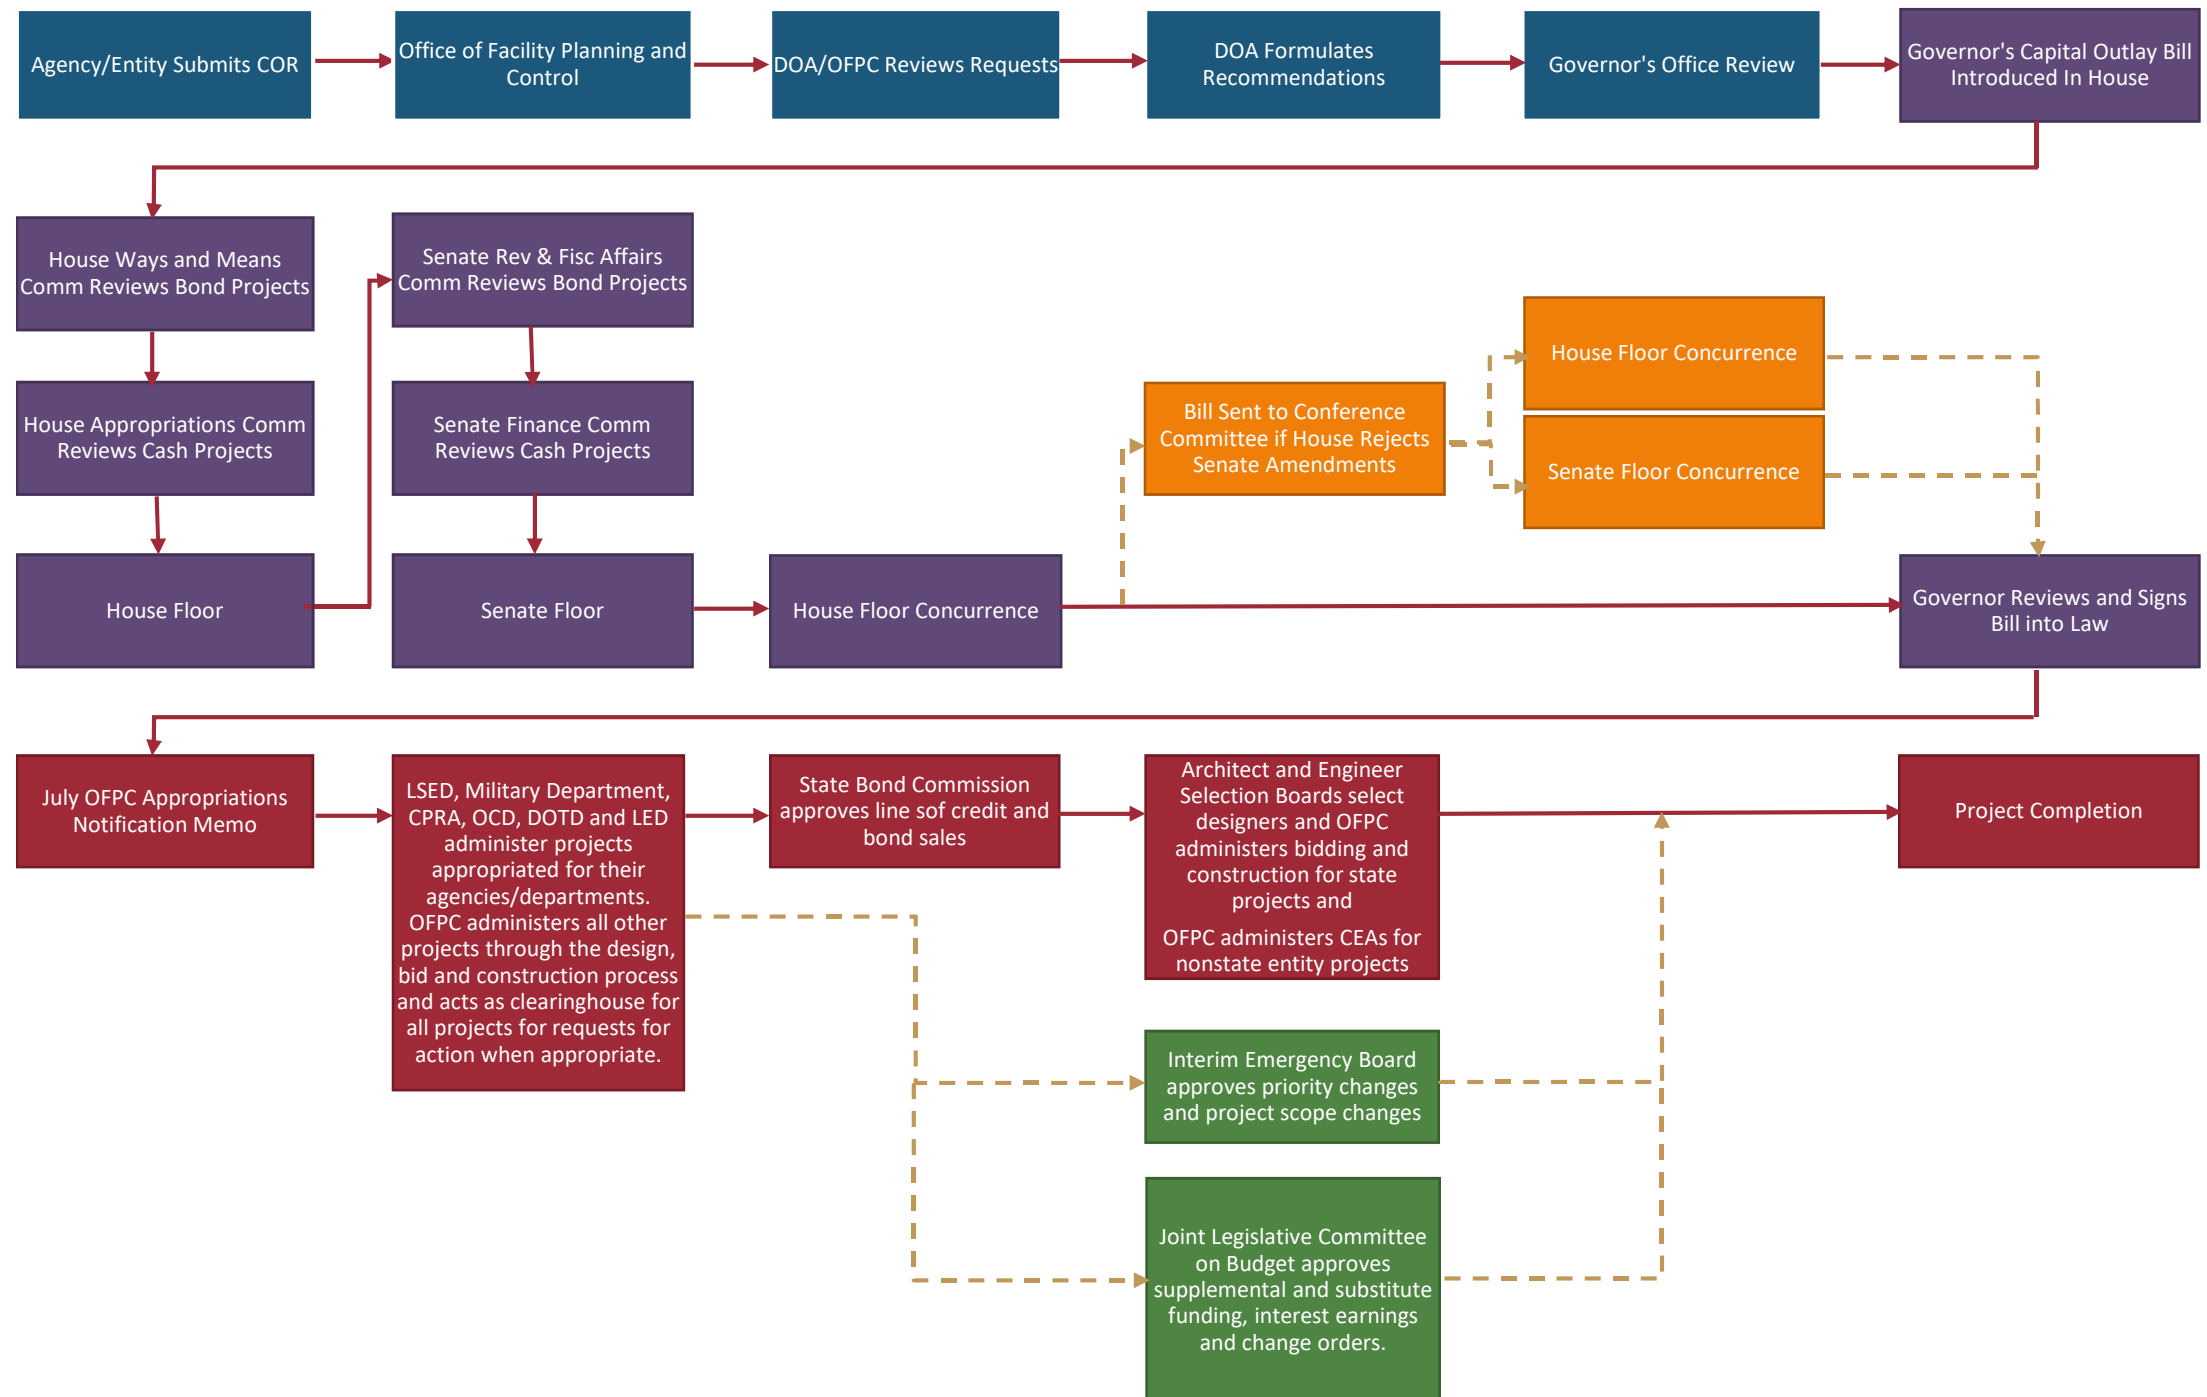 Agency/Entity Submits COR
Office of Facility Planning and
Control
DOA/OFPC Reviews Requests
DOA Formulates
Recommendations
Governor's Office Review
Governor's Capital Outlay Bill
Introduced In House
House Ways and Means
Comm Reviews Bond Projects
Senate Rev & Fisc Affairs
Comm Reviews Bond Projects
House Appropriations Comm
Reviews Cash Projects
Senate Finance Comm
Reviews Cash Projects
Bill Sent to Conference
Committee if House Rejects
Senate Amendments
House Floor Concurrence
Senate Floor Concurrence
House Floor
Senate Floor
House Floor Concurrence
Governor Reviews and Signs
Bill into Law
July OFPC Appropriations
Notification Memo
LSED, Military Department,
CPRA, OCD, DOTD and LED
administer projects
appropriated for their
agencies/departments.
OFPC administers all other
projects through the design,
bid and construction process
and acts as clearinghouse for
all projects for requests for
action when appropriate.
State Bond Commission
approves line sof credit and
bond sales
Architect and Engineer
Selection Boards select
designers and OFPC
administers bidding and
construction for state
projects and
OFPC administers CEAs for
nonstate entity projects
Project Completion
Interim Emergency Board
approves priority changes
and project scope changes
Joint Legislative Committee
on Budget approves
supplemental and substitute
funding, interest earnings
and change orders.